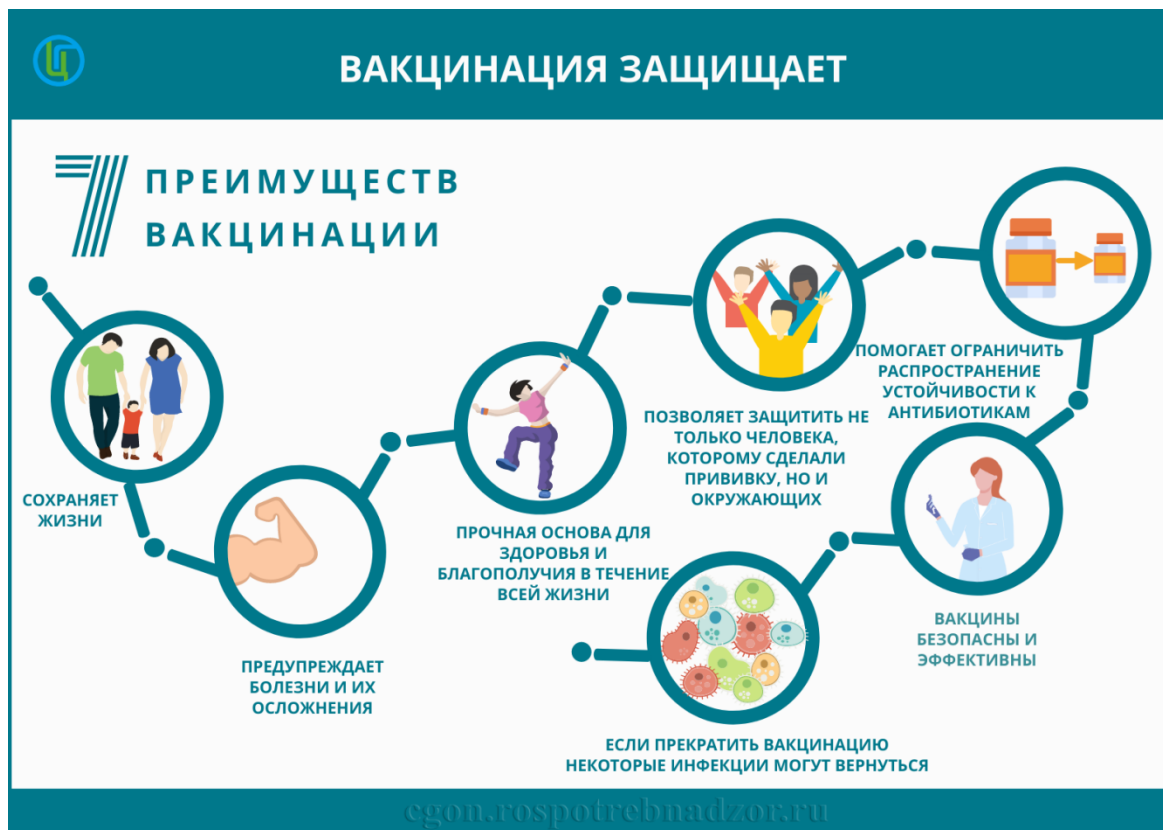 ВАКЦИНАЦИЯ ЗАЩИЩАЕТ
7 ПРЕИМУЩЕСТВ
ВАКЦИНАЦИИ
СОХРАНЯЕТ
ЖИЗНИ
ПРЕДУПРЕЖДАЕТ
БОЛЕЗНИ И ИХ
ОСЛОЖНЕНИЯ
ПРОЧНАЯ ОСНОВА ДЛЯ
ЗДОРОВЬЯ И
БЛАГОПОЛУЧИЯ В ТЕЧЕНИЕ
ВСЕЙ ЖИЗНИ
ПОЗВОЛЯЕТ ЗАЩИТИТЬ НЕ
ТОЛЬКО ЧЕЛОВЕКА,
КОТОРОМУ СДЕЛАЛИ
ПРИВИВКУ, НО И
ОКРУЖАЮЩИХ
ПОМОГАЕТ ОГРАНИЧИТЬ
РАСПРОСТРАНЕНИЕ
УСТОЙЧИВОСТИ К
АНТИБИОТИКАМ
ВАКЦИНЫ
БЕЗОПАСНЫ И
ЭФФЕКТИВНЫ
ЕСЛИ ПРЕКРАТИТЬ ВАКЦИНАЦИЮ
НЕКОТОРЫЕ ИНФЕКЦИИ МОГУТ ВЕРНУТЬСЯ
cgon.rospotrebnadzor.ru